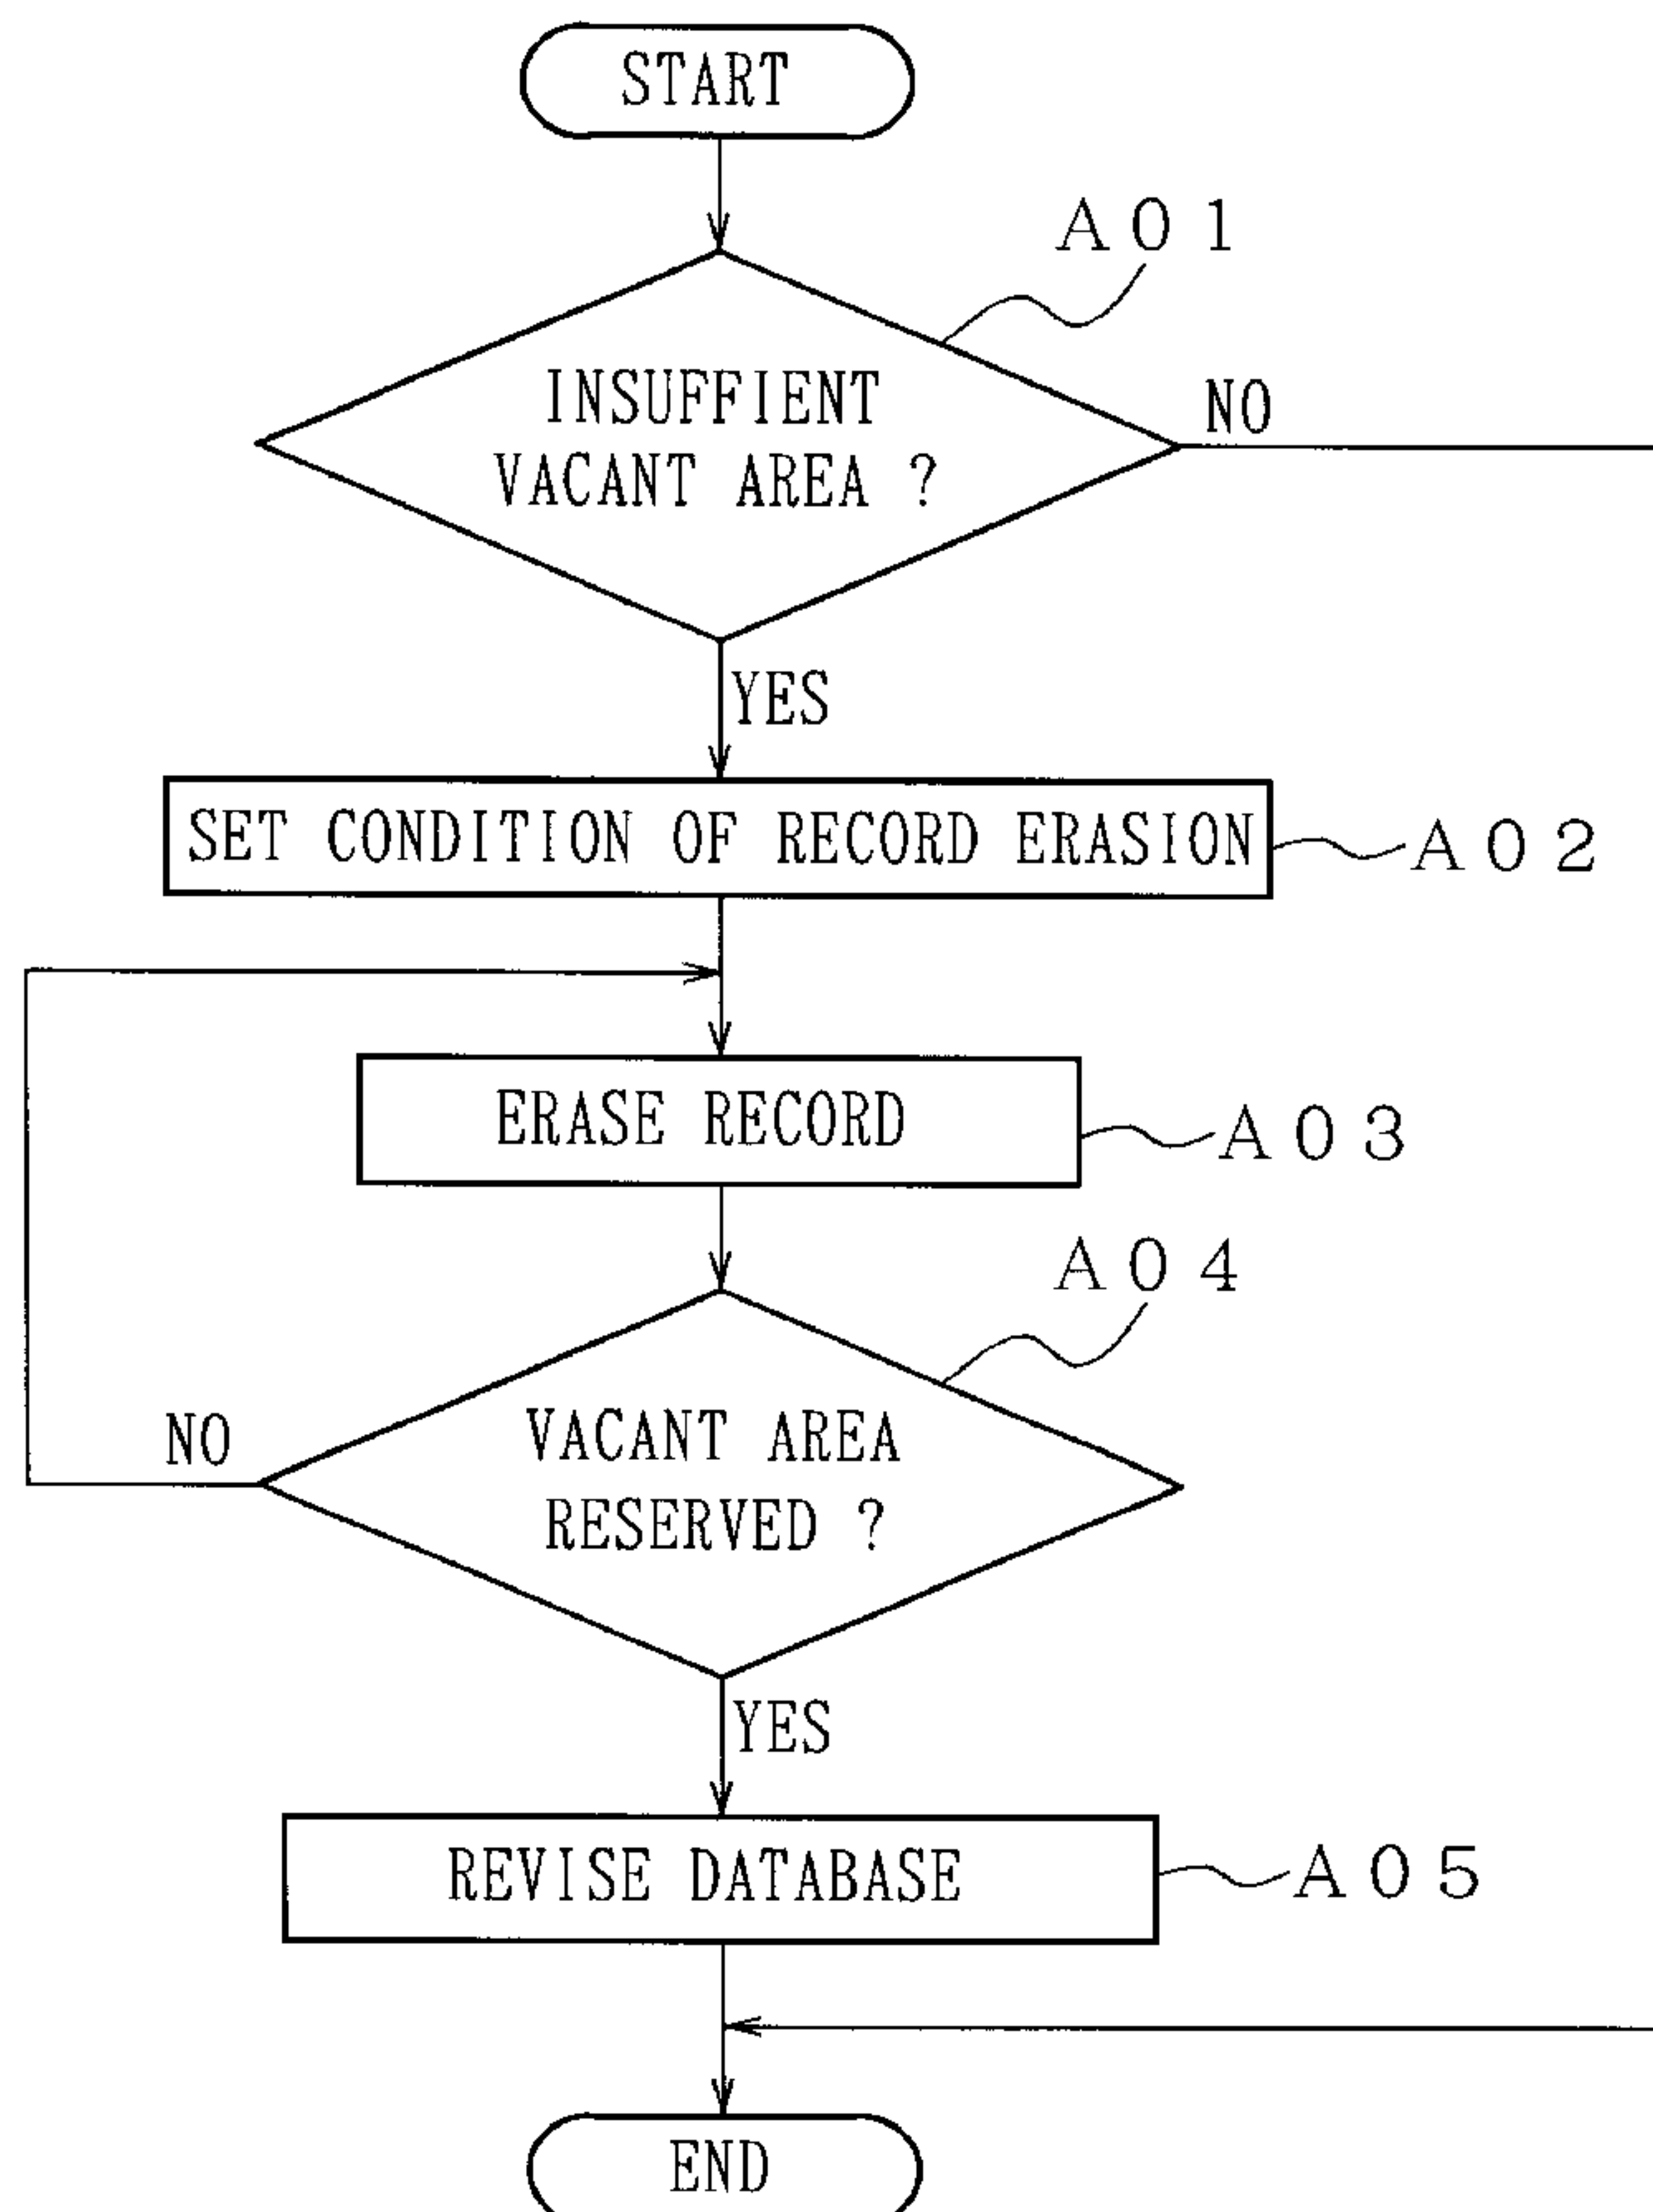 START
A01
INSUFFIENT
VACANT AREA ?
NO
YES
SET CONDITION OF RECORD ERASION
A02
ERASE RECORD
A03
A04
VACANT AREA
RESERVED ?
NO
YES
REVISE DATABASE
A05
END